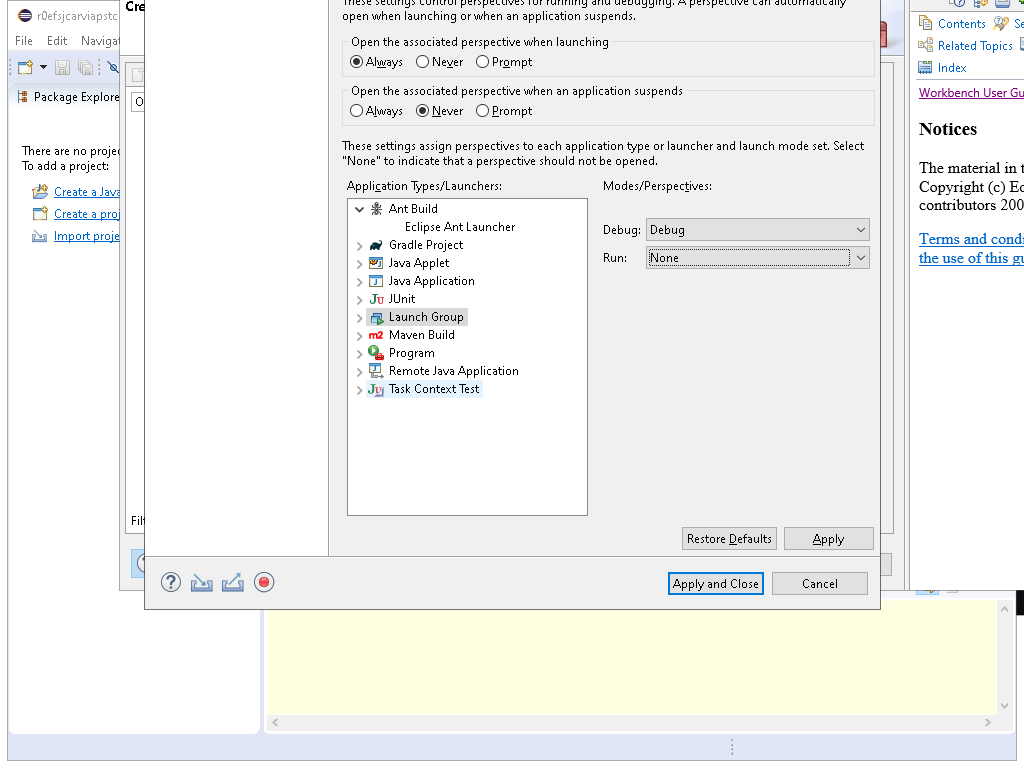 These settings control perspectives for running and debugging. A perspective can automatically
open when launching or when an application suspends.
Open the associated perspective when launching
Always Never Prompt
Open the associated perspective when an application suspends
Always Never Prompt
These settings assign perspectives to each application type or launcher and launch mode set. Select
"None" to indicate that a perspective should not be opened.
Application Types/Launchers:
Ant Build
Eclipse Ant Launcher
Gradle Project
Java Applet
Java Application
JUnit
Launch Group
Maven Build
Program
Remote Java Application
Task Context Test
Modes/Perspectives:
Debug: Debug
Run: None
Restore Defaults Apply
Apply and Close Cancel
r0efsjcarviapstc
File Edit Navigat
Package Explore
There are no projec
To add a project:
Create a Java
Create a proj
Import proje
Cre
O
Filt
Contents Se
Related Topics
Index
Workbench User Gu
Notices
The material in t
Copyright (c) Ec
contributors 200
Terms and condi
the use of this gu